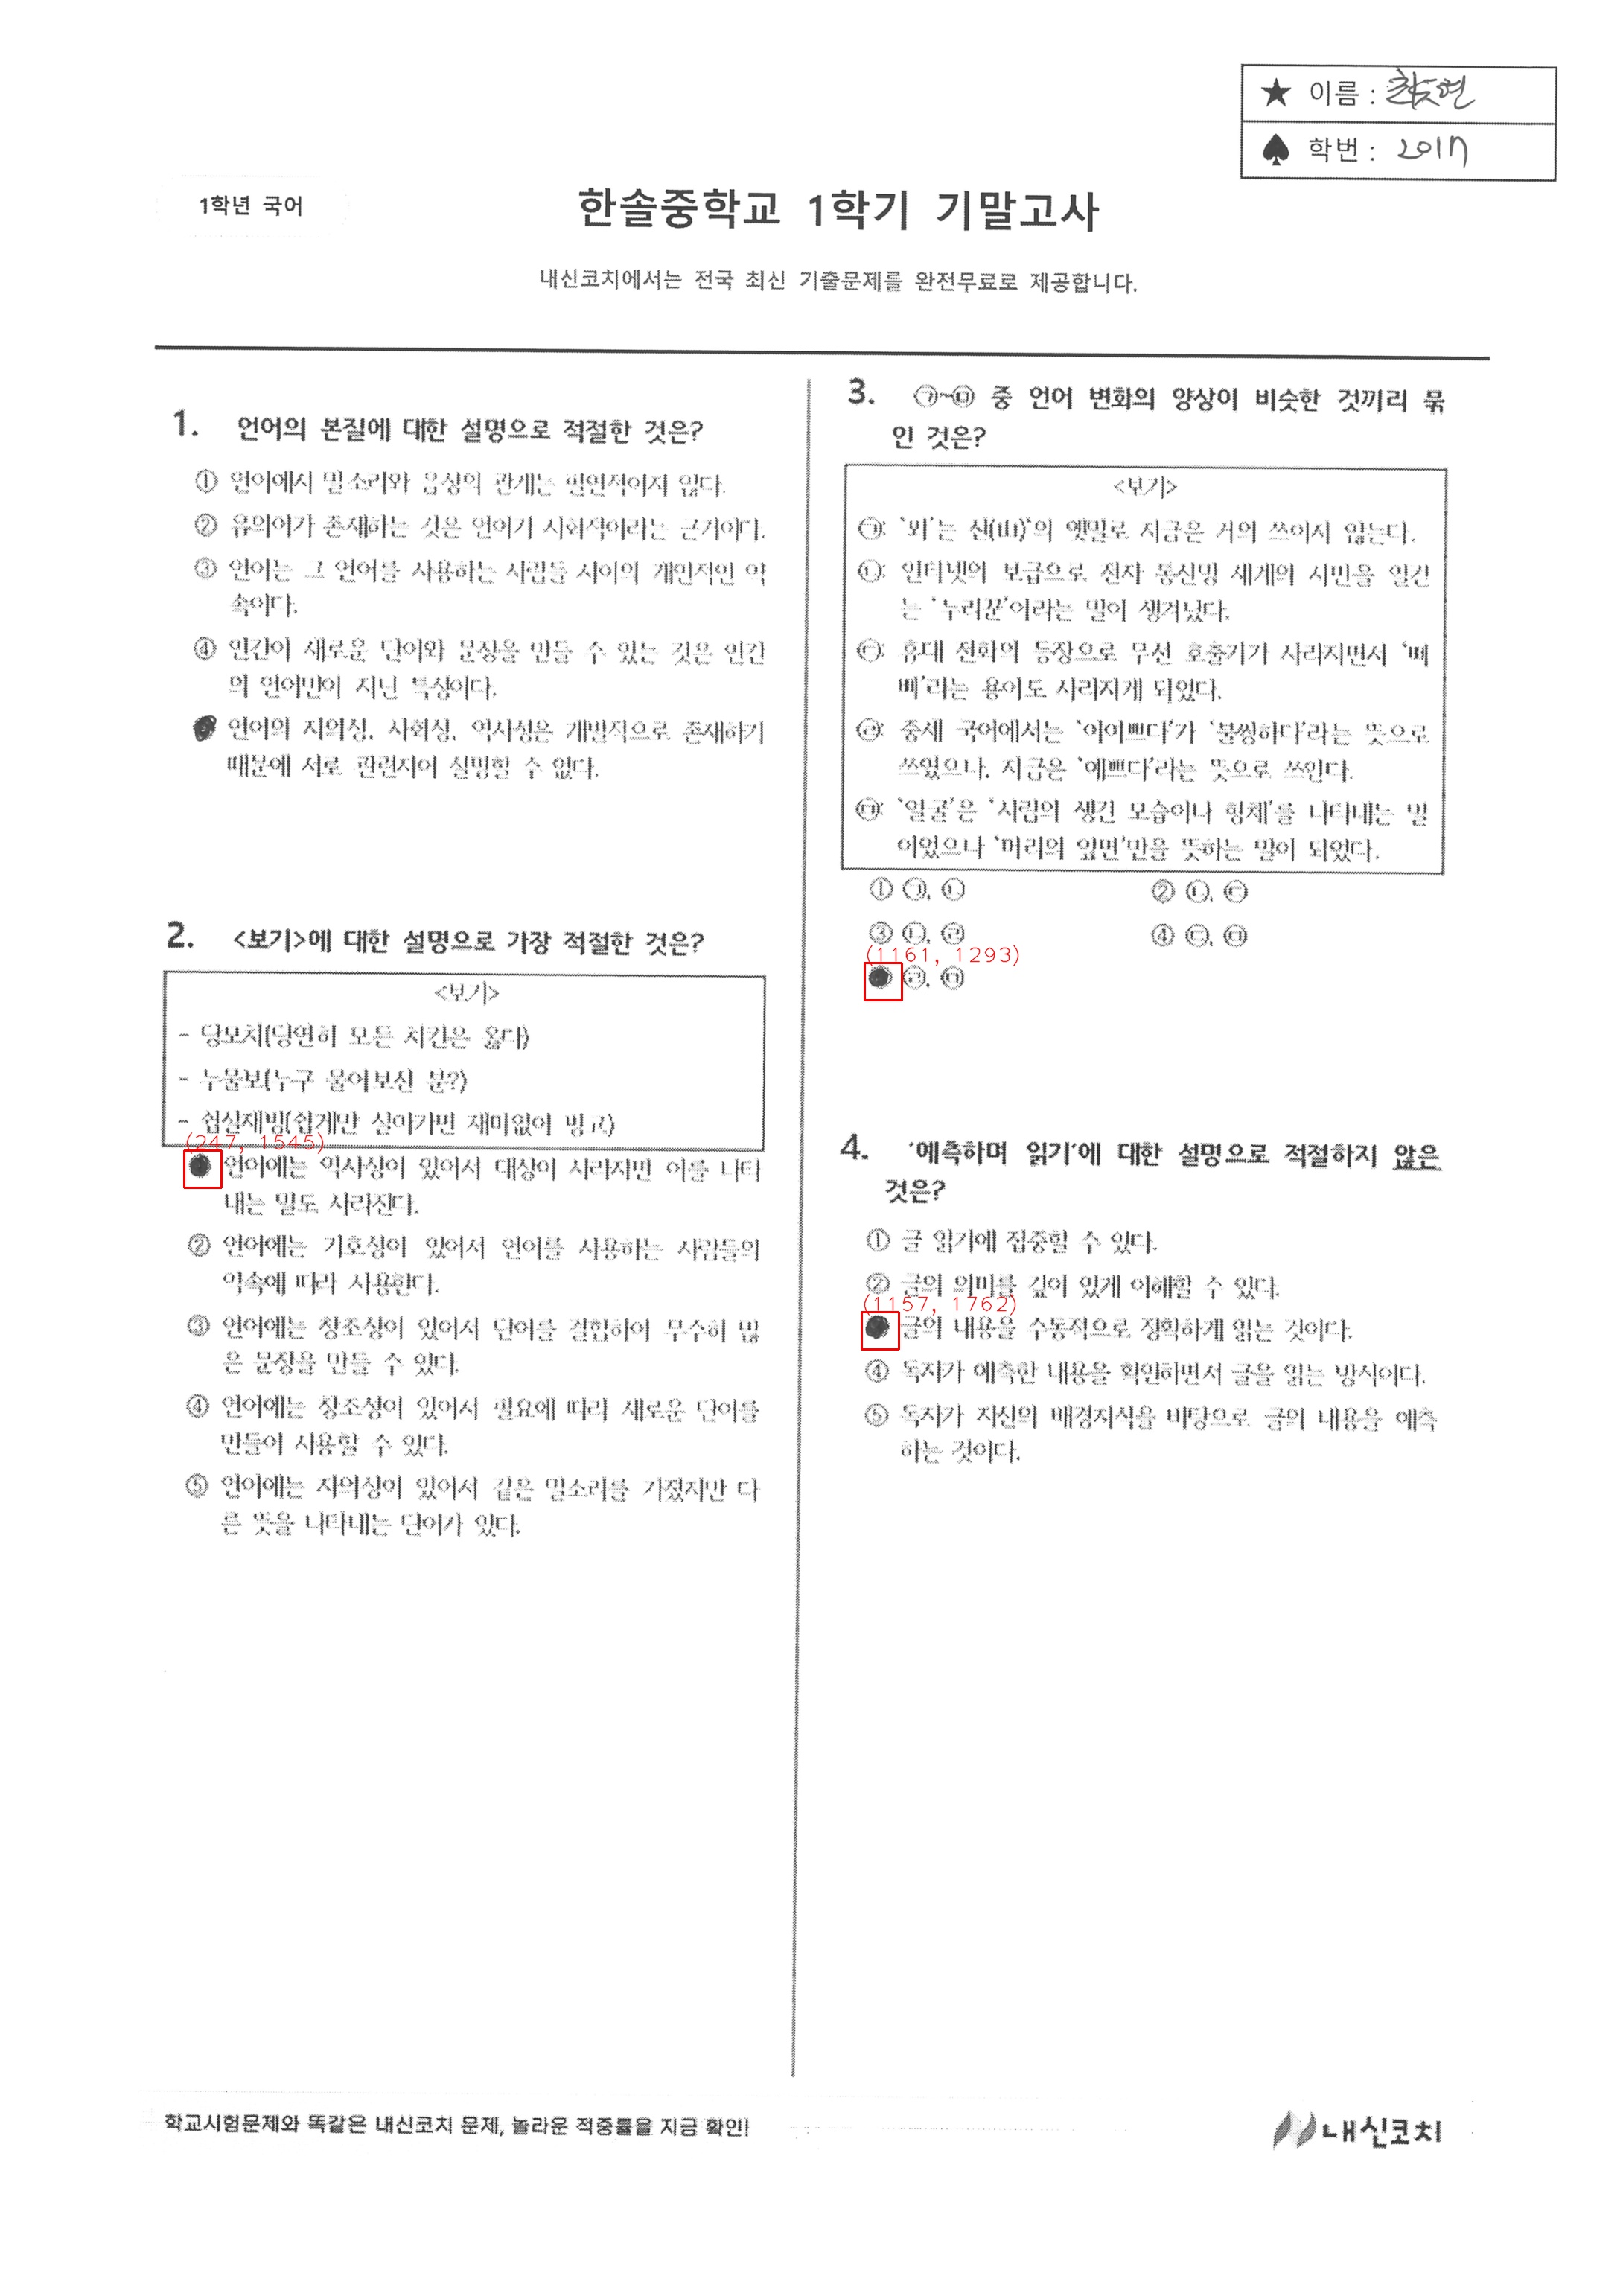 ★ 이름 :
♠ 학번 : 2017
1학년 국어
한솔중학교 1학기 기말고사
내신코치에서는 전국 최신 기출문제를 완전무료로 제공합니다.
1. 언어의 본질에 대한 설명으로 적절한 것은?
① 언어에서 말소리와 음성의 관계는 필연적이지 않다.
② 유의어가 존재하는 것은 언어가 사회적이라는 근거이다.
③ 언어는 그 언어를 사용하는 사람들 사이의 개인적인 약
속이다.
④ 인간이 새로운 단어와 문장을 만들 수 있는 것은 인간
의 언어만이 지닌 특성이다.
언어의 자의성, 사회성, 역사성은 개별적으로 존재하기
때문에 서로 관련지어 설명할 수 없다.
2. <보기>에 대한 설명으로 가장 적절한 것은?
<보기>
- 당모치(당연히 모든 치킨은 옳다)
- 누물보(누구 물어보신 분?)
- 쉽살재빙(쉽게만 살아가면 재미없어 빙고)
(247, 1545)
언어에는 역사성이 있어서 대상이 사라지면 이를 나타
내는 말도 사라진다.
② 언어에는 기호성이 있어서 언어를 사용하는 사람들의
약속에 따라 사용한다.
③ 언어에는 창조성이 있어서 단어를 결합하여 무수히 많
은 문장을 만들 수 있다.
④ 언어에는 창조성이 있어서 필요에 따라 새로운 단어를
만들어 사용할 수 있다.
⑤ 언어에는 자의성이 있어서 같은 말소리를 가졌지만 다
른 뜻을 나타내는 단어가 있다.
3. ㉠~㉤ 중 언어 변화의 양상이 비슷한 것끼리 묶
인 것은?
<보기>
㉠: '뫼'는 산(山)'의 옛말로 지금은 거의 쓰이지 않는다.
㉡: 인터넷의 보급으로 전자 통신망 세계의 시민을 일컫
는 '누리꾼'이라는 말이 생겨났다.
㉢: 휴대 전화의 등장으로 무선 호출기가 사라지면서 '삐
삐'라는 용어도 사라지게 되었다.
㉣: 중세 국어에서는 '어여쁘다'가 '불쌍하다'라는 뜻으로
쓰였으나, 지금은 '예쁘다'라는 뜻으로 쓰인다.
㉤: '얼굴'은 '사람의 생긴 모습이나 형체'를 나타내는 말
이었으나 '머리의 앞면'만을 뜻하는 말이 되었다.
① ㉠, ㉡ ② ㉡, ㉢
③ ㉡, ㉣ ④ ㉢, ㉤
(1161, 1293)
㉣, ㉤
4. '예측하며 읽기'에 대한 설명으로 적절하지 않은
것은?
① 글 읽기에 집중할 수 있다.
② 글의 의미를 깊이 있게 이해할 수 있다.
(1157, 1762)
글의 내용을 수동적으로 정확하게 읽는 것이다.
④ 독자가 예측한 내용을 확인하면서 글을 읽는 방식이다.
⑤ 독자가 자신의 배경지식을 바탕으로 글의 내용을 예측
하는 것이다.
학교시험문제와 똑같은 내신코치 문제, 놀라운 적중률을 지금 확인!
내신코치